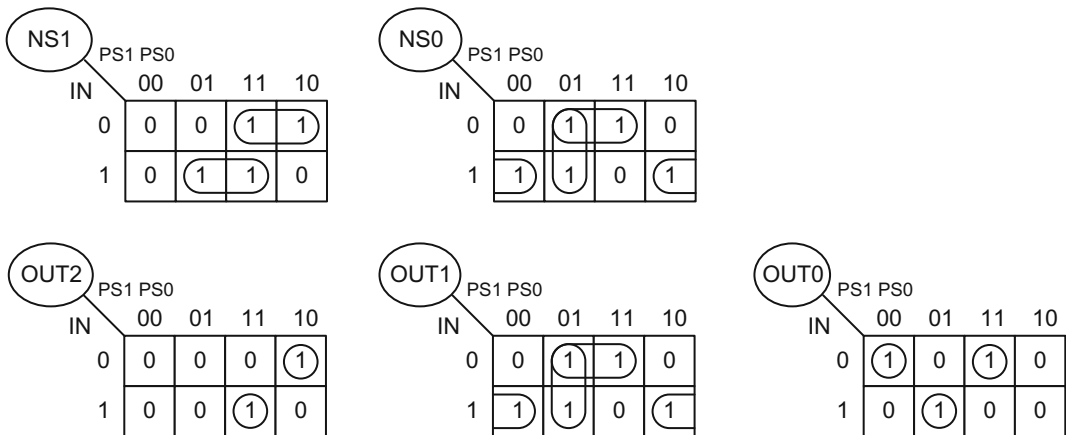 NS1 NS0
PS1 PS0 PS1 PS0
IN 00 01 11 10 IN 00 01 11 10
0 0 0 1 1 0 0 1 1 0
1 0 1 1 0 1 1 1 0 1
OUT2 OUT1 OUT0
PS1 PS0 PS1 PS0 PS1 PS0
IN 00 01 11 10 IN 00 01 11 10 IN 00 01 11 10
0 0 0 0 1 0 0 1 1 0 0 1 0 1 0
1 0 0 1 0 1 1 1 0 1 1 0 1 0 0